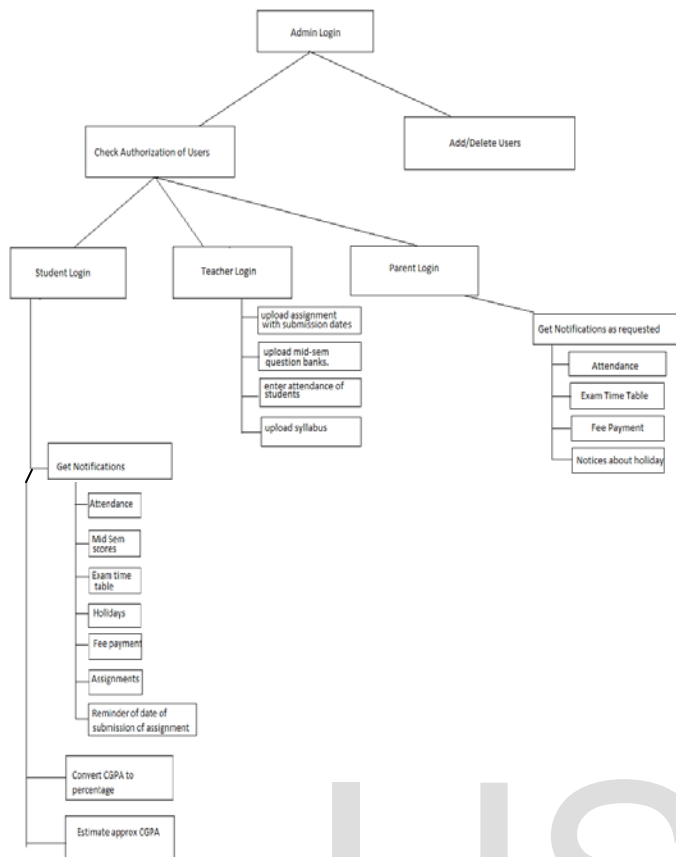 Admin Login
Check Authorization of Users
Add/Delete Users
Student Login
Teacher Login
Parent Login
upload assignment
with submission dates
upload mid-sem
question banks.
enter attendance of
students
upload syllabus
Get Notifications as requested
Attendance
Exam Time Table
Fee Payment
Notices about holiday
Get Notifications
Attendance
Mid Sem
scores
Exam time
table
Holidays
Fee payment
Assignments
Reminder of date of
submission of assignment
Convert CGPA to
percentage
Estimate approx CGPA